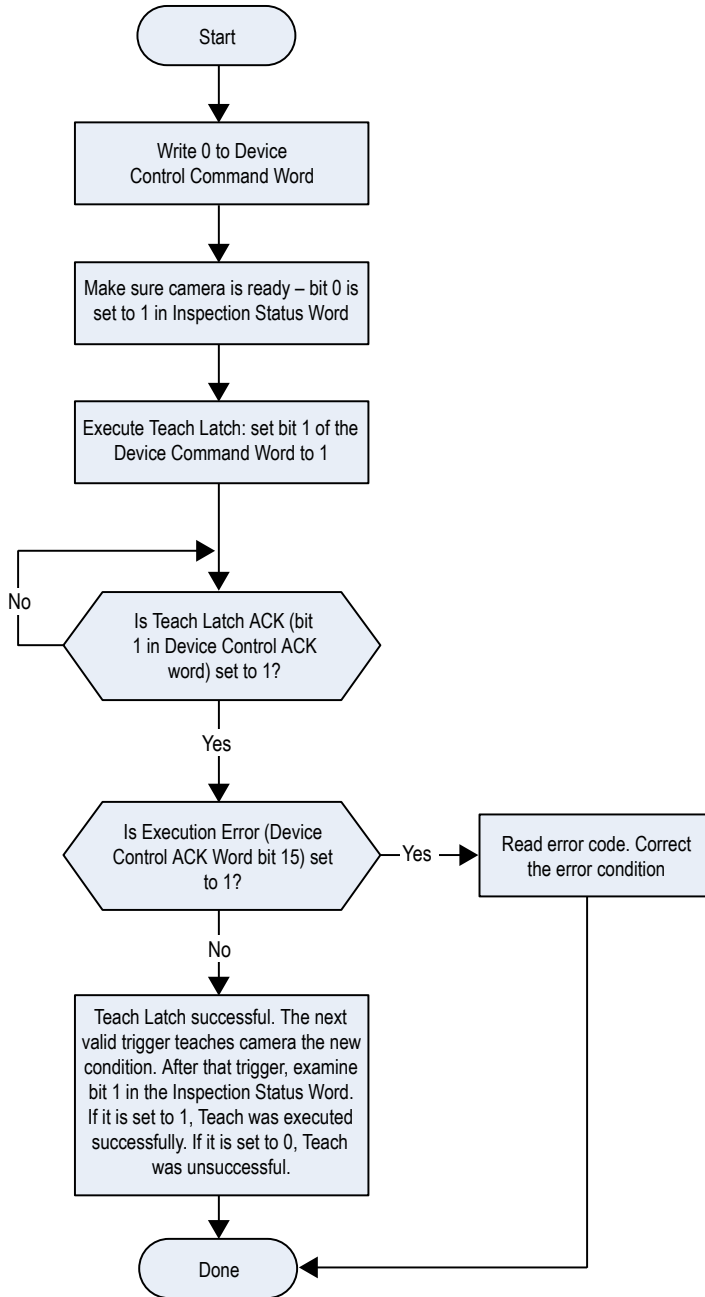 Start
Write 0 to Device
Control Command Word
Make sure camera is ready – bit 0 is
set to 1 in Inspection Status Word
Execute Teach Latch: set bit 1 of the
Device Command Word to 1
No
Is Teach Latch ACK (bit
1 in Device Control ACK
word) set to 1?
Yes
Is Execution Error (Device
Control ACK Word bit 15) set
to 1?
Yes
Read error code. Correct
the error condition
No
Teach Latch successful. The next
valid trigger teaches camera the new
condition. After that trigger, examine
bit 1 in the Inspection Status Word.
If it is set to 1, Teach was executed
successfully. If it is set to 0, Teach
was unsuccessful.
Done